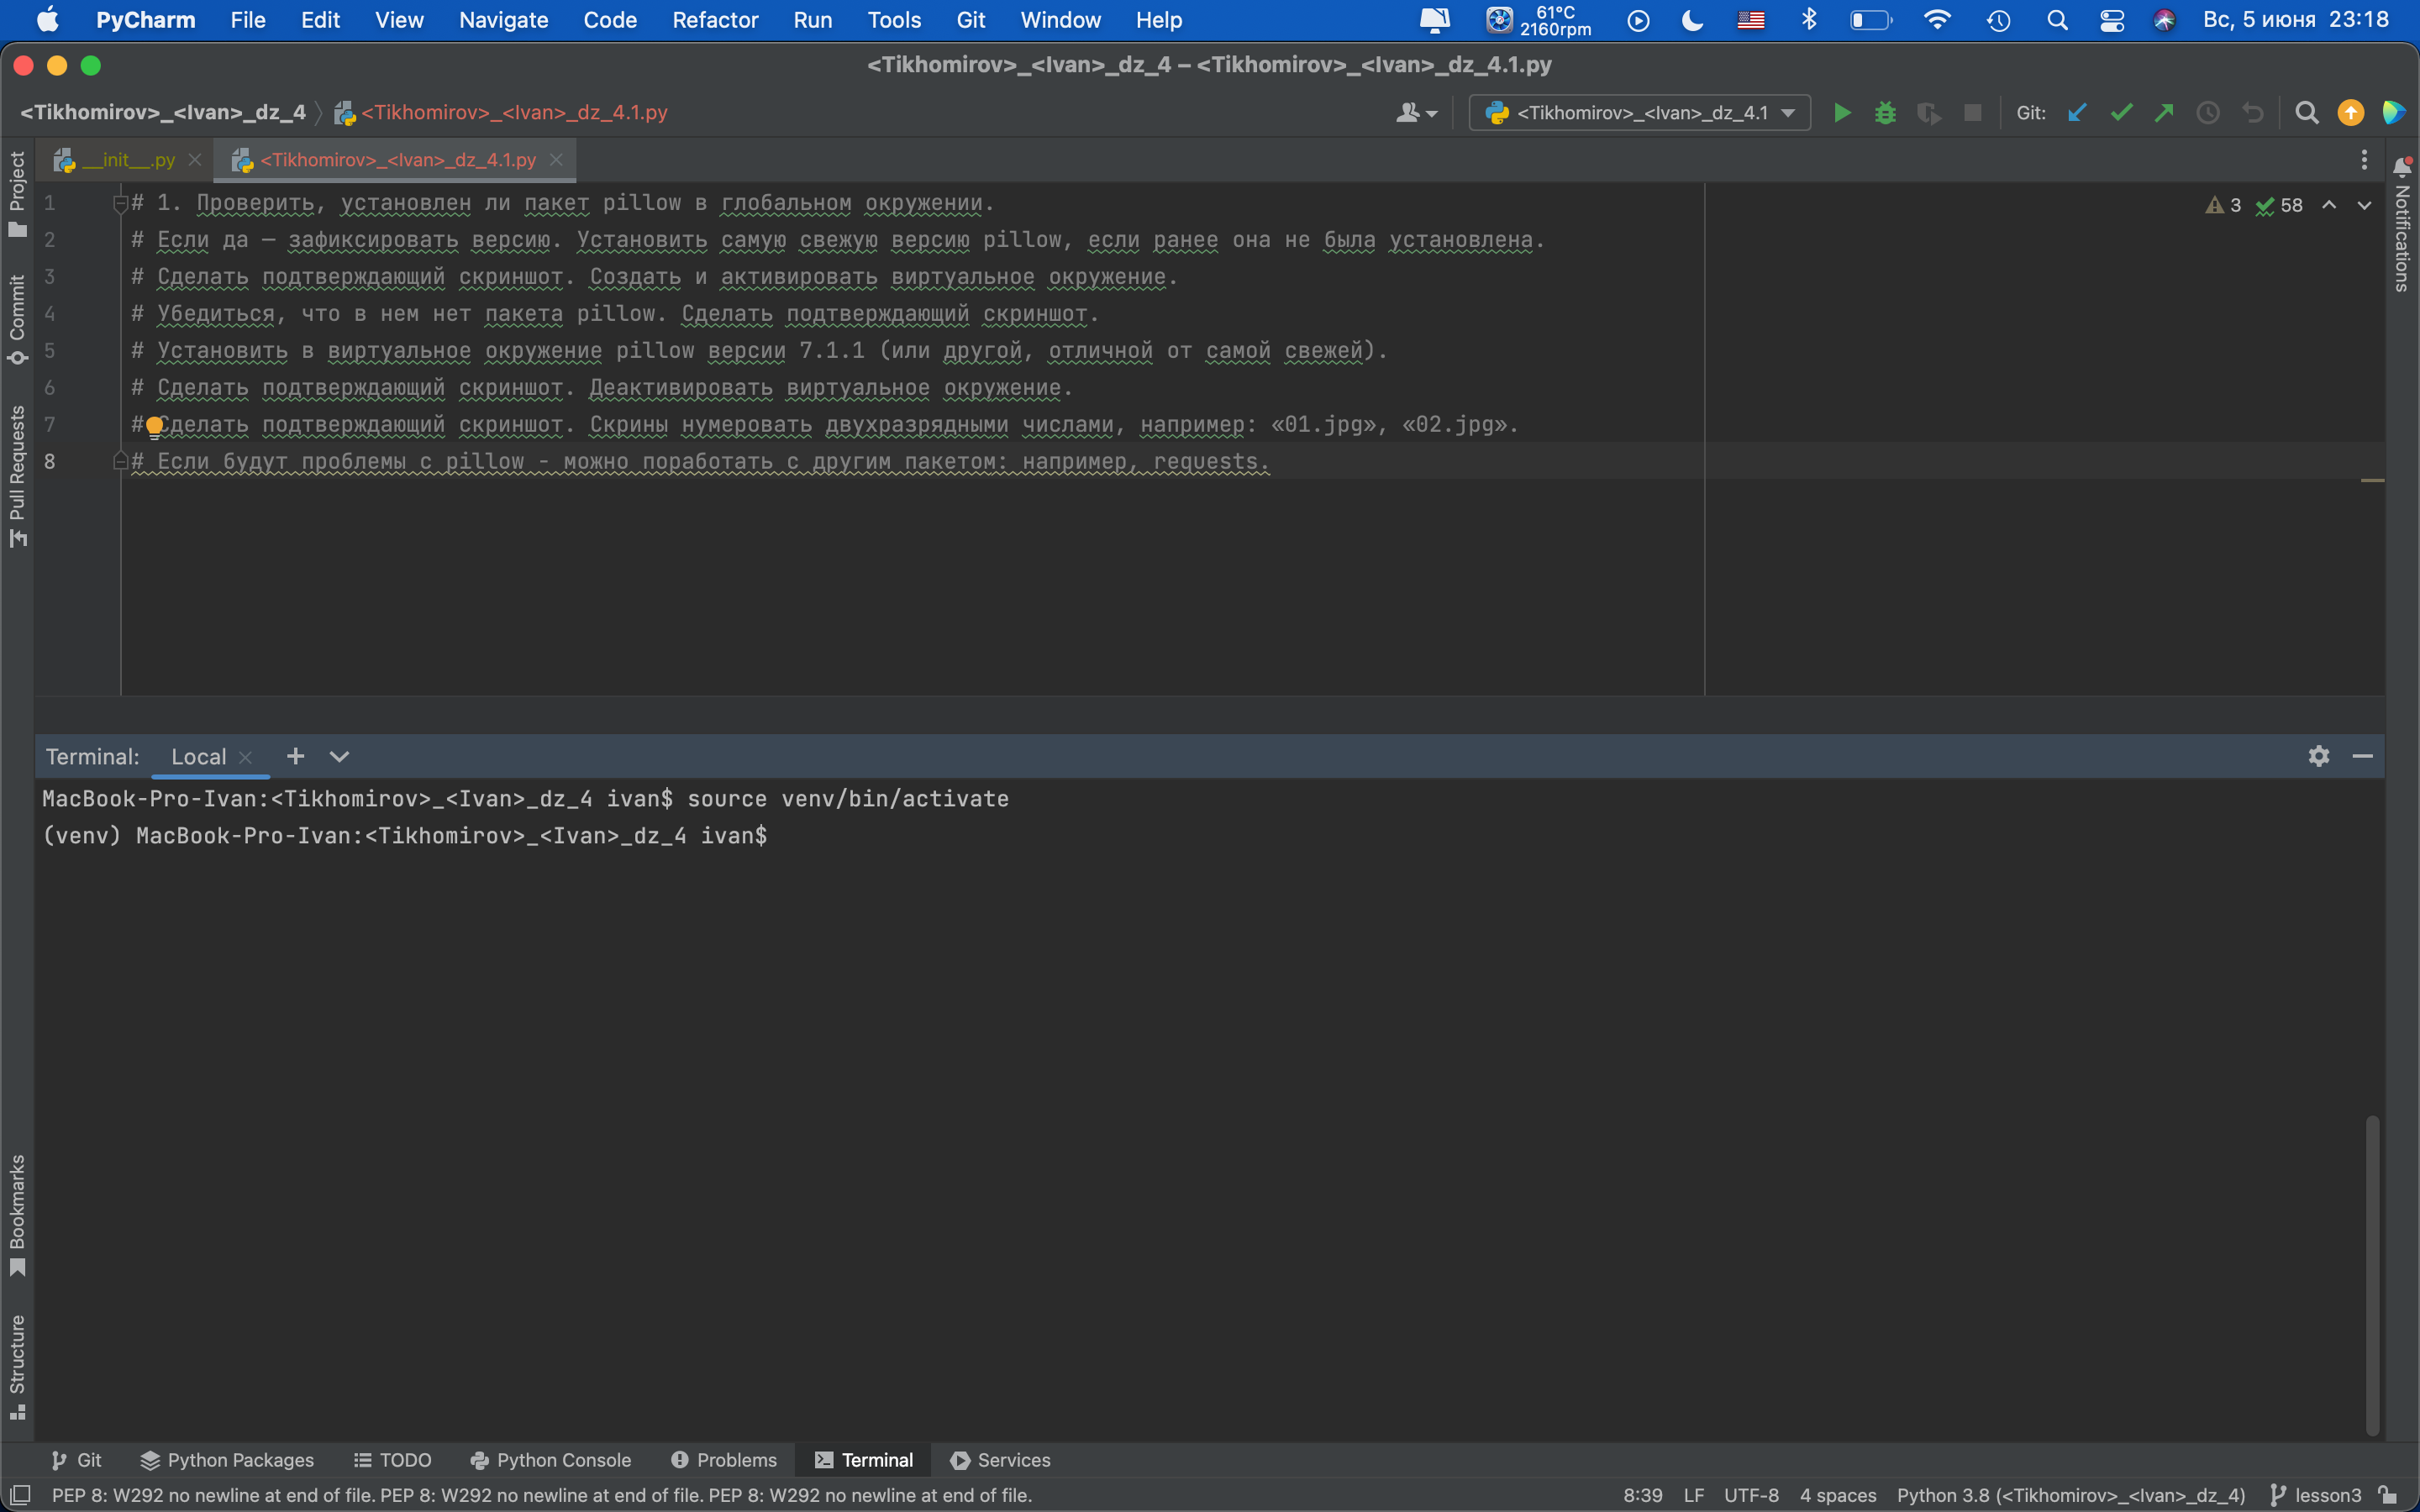 PyCharm File Edit View Navigate Code Refactor Run Tools Git Window Help 61°C 2160rpm Вс, 5 июня 23:18
<Tikhomirov>_<Ivan>_dz_4 – <Tikhomirov>_<Ivan>_dz_4.1.py
<Tikhomirov>_<Ivan>_dz_4 <Tikhomirov>_<Ivan>_dz_4.1.py <Tikhomirov>_<Ivan>_dz_4.1 Git:
__init__.py <Tikhomirov>_<Ivan>_dz_4.1.py
1 # 1. Проверить, установлен ли пакет pillow в глобальном окружении. 3 58
2 # Если да — зафиксировать версию. Установить самую свежую версию pillow, если ранее она не была установлена.
3 # Сделать подтверждающий скриншот. Создать и активировать виртуальное окружение.
4 # Убедиться, что в нем нет пакета pillow. Сделать подтверждающий скриншот.
5 # Установить в виртуальное окружение pillow версии 7.1.1 (или другой, отличной от самой свежей).
6 # Сделать подтверждающий скриншот. Деактивировать виртуальное окружение.
7 # Сделать подтверждающий скриншот. Скрины нумеровать двухразрядными числами, например: «01.jpg», «02.jpg».
8 # Если будут проблемы с pillow - можно поработать с другим пакетом: например, requests.
Project
Commit
Pull Requests
Bookmarks
Structure
Notifications
Terminal: Local
MacBook-Pro-Ivan:<Tikhomirov>_<Ivan>_dz_4 ivan$ source venv/bin/activate
(venv) MacBook-Pro-Ivan:<Tikhomirov>_<Ivan>_dz_4 ivan$
Git Python Packages TODO Python Console Problems Terminal Services
PEP 8: W292 no newline at end of file. PEP 8: W292 no newline at end of file. PEP 8: W292 no newline at end of file. 8:39 LF UTF-8 4 spaces Python 3.8 (<Tikhomirov>_<Ivan>_dz_4) lesson3